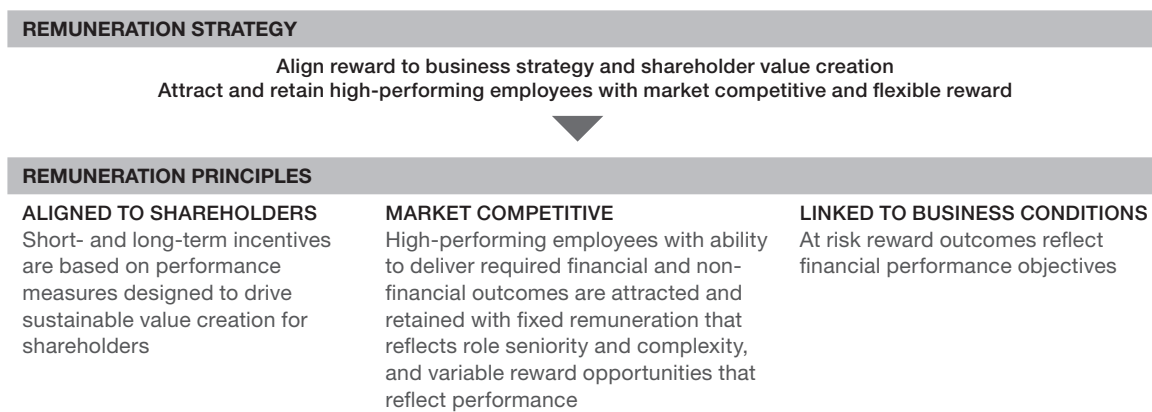 REMUNERATION STRATEGY
Align reward to business strategy and shareholder value creation
Attract and retain high-performing employees with market competitive and flexible reward
REMUNERATION PRINCIPLES
ALIGNED TO SHAREHOLDERS
Short- and long-term incentives
are based on performance
measures designed to drive
sustainable value creation for
shareholders
MARKET COMPETITIVE
High-performing employees with ability
to deliver required financial and non-
financial outcomes are attracted and
retained with fixed remuneration that
reflects role seniority and complexity,
and variable reward opportunities that
reflect performance
LINKED TO BUSINESS CONDITIONS
At risk reward outcomes reflect
financial performance objectives